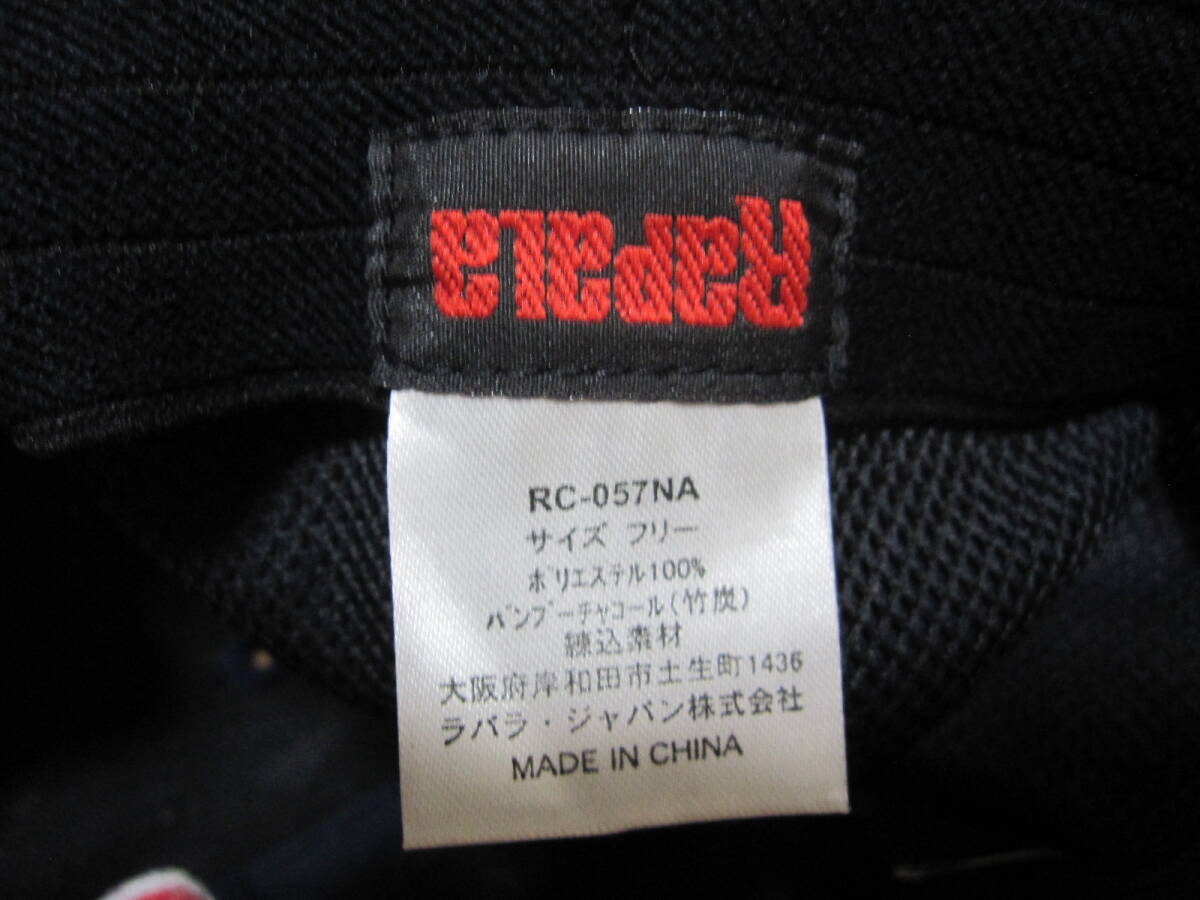 Rapala
RC-057NA
サイズ フリー
ポリエステル100%
バンブーチャコール(竹炭)
練込素材
大阪府岸和田市土生町1436
ラパラ・ジャパン株式会社
MADE IN CHINA